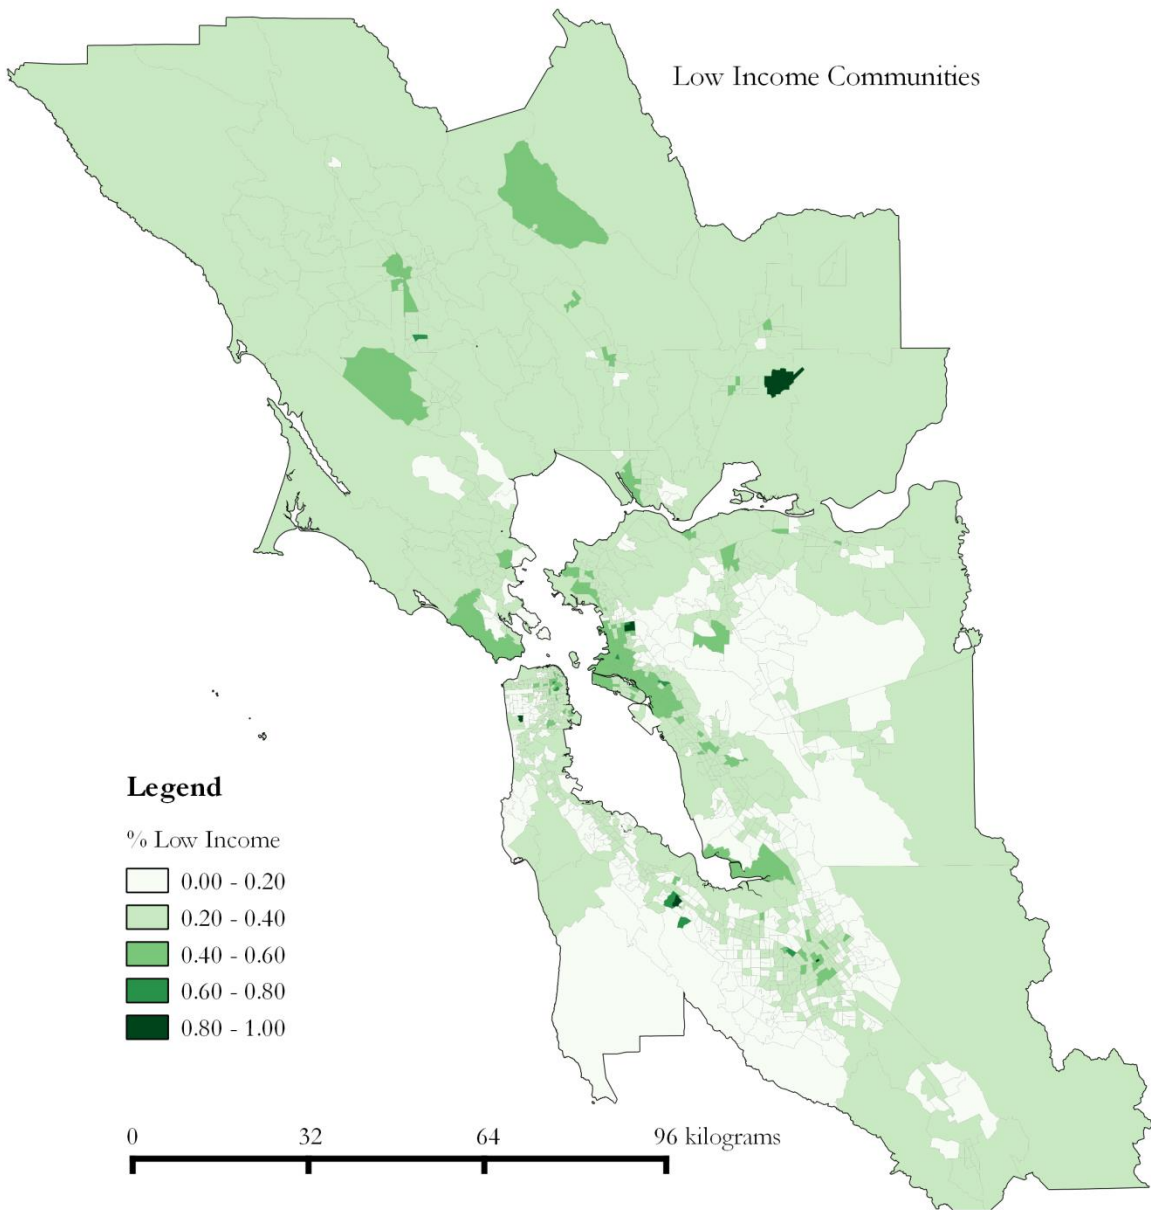 Low Income Communities
Legend
% Low Income
0.00 - 0.20
0.20 - 0.40
0.40 - 0.60
0.60 - 0.80
0.80 - 1.00
0 32 64 96 kilograms